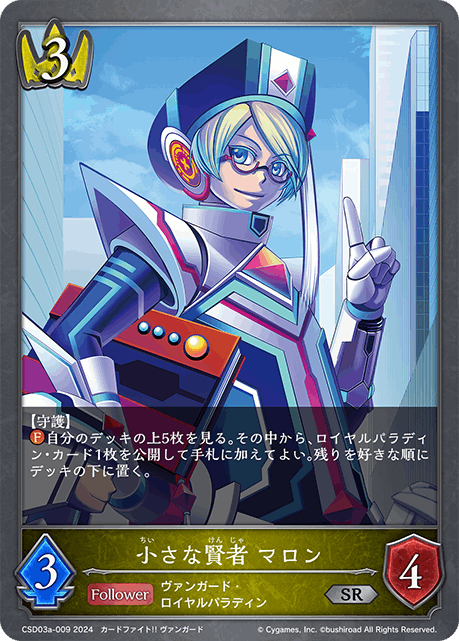 3
【守護】
F 自分のデッキの上5枚を見る。その中から、ロイヤルパラディ
ン・カード1枚を公開して手札に加えてよい。残りを好きな順に
デッキの下に置く。
ちい けんじゃ
小さな賢者 マロン
3
Follower
ヴァンガード・
ロイヤルパラディン
SR
4
CSD03a-009 2024 カードファイト!! ヴァンガード
© Cygames, Inc. ©bushiroad All Rights Reserved.